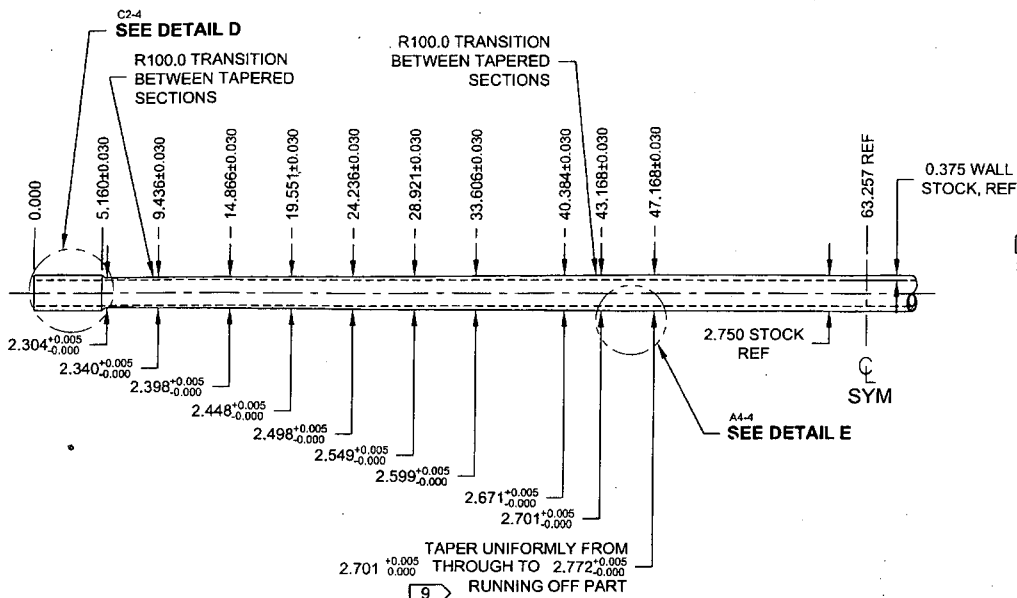 C2-4
SEE DETAIL D
R100.0 TRANSITION
BETWEEN TAPERED
SECTIONS
R100.0 TRANSITION
BETWEEN TAPERED
SECTIONS
0.000
5.160±0.030
9.436±0.030
14.866±0.030
19.551±0.030
24.236±0.030
28.921±0.030
33.606±0.030
40.384±0.030
43.168±0.030
47.168±0.030
63.257 REF
0.375 WALL
STOCK, REF
2.304 +0.005 -0.000
2.340 +0.005 -0.000
2.398 +0.005 -0.000
2.448 +0.005 -0.000
2.498 +0.005 -0.000
2.549 +0.005 -0.000
2.599 +0.005 -0.000
2.671 +0.005 -0.000
2.701 +0.005 -0.000
2.750 STOCK
REF
℄
SYM
A4-4
SEE DETAIL E
TAPER UNIFORMLY FROM
2.701 +0.005 0.000 THROUGH TO 2.772 +0.005 -0.000
9 RUNNING OFF PART